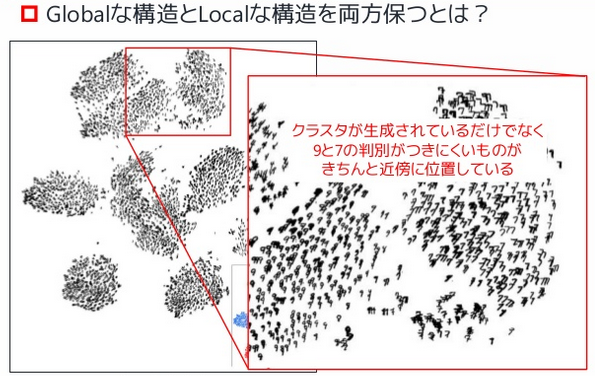 Globalな構造とLocalな構造を両方保つとは？
クラスタが生成されているだけでなく
9と7の判別がつきにくいものが
きちんと近傍に位置している